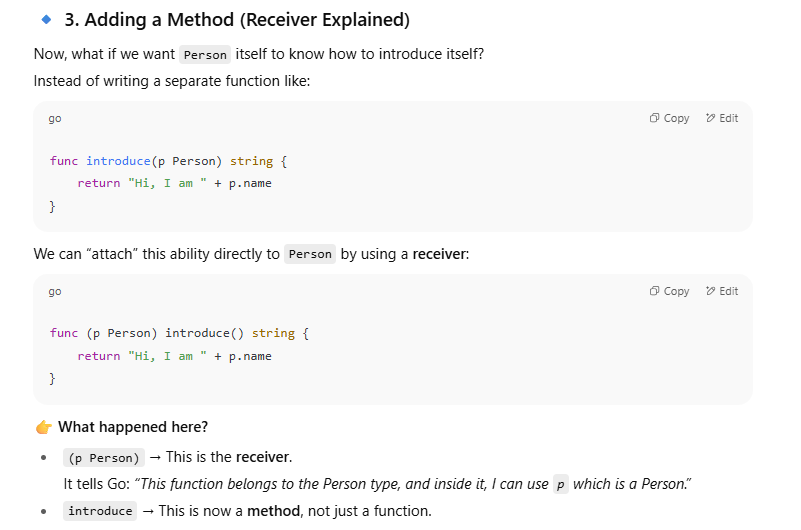 🔹 3. Adding a Method (Receiver Explained)
Now, what if we want Person itself to know how to introduce itself?
Instead of writing a separate function like:
go Copy Edit
func introduce(p Person) string {
    return "Hi, I am " + p.name
}
We can “attach” this ability directly to Person by using a receiver:
go Copy Edit
func (p Person) introduce() string {
    return "Hi, I am " + p.name
}
👉 What happened here?
• (p Person) → This is the receiver.
It tells Go: “This function belongs to the Person type, and inside it, I can use p which is a Person.”
• introduce → This is now a method, not just a function.